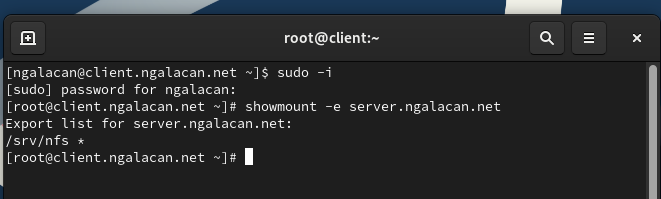 root@client:~
[ngalacan@client.ngalacan.net ~]$ sudo -i
[sudo] password for ngalacan:
[root@client.ngalacan.net ~]# showmount -e server.ngalacan.net
Export list for server.ngalacan.net:
/srv/nfs *
[root@client.ngalacan.net ~]#